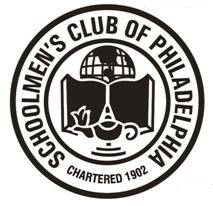 SCHOOLMEN'S CLUB OF PHILADELPHIA
CHARTERED 1902